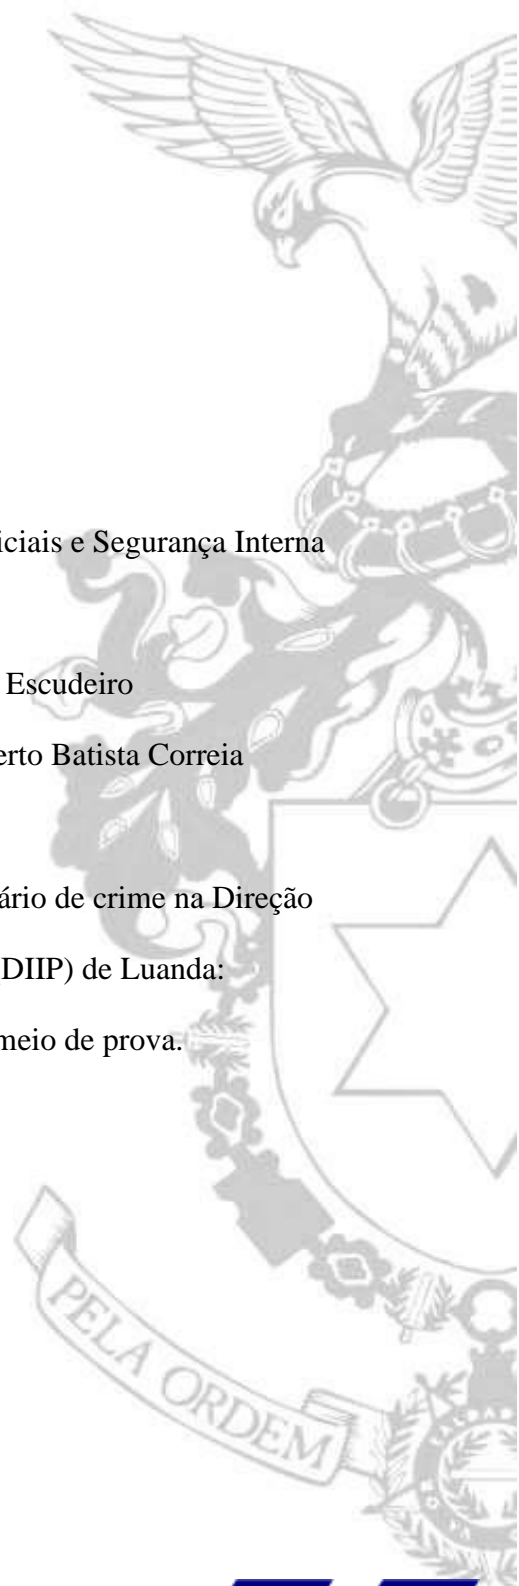 iciais e Segurança Interna
Escudeiro
erto Batista Correia
ário de crime na Direção
DIIP) de Luanda:
meio de prova.
PELA ORDEM